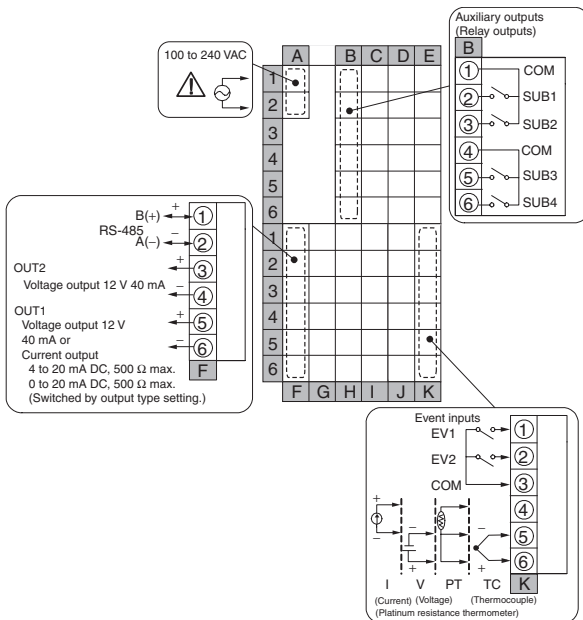 100 to 240 VAC
A B C D E
1
2
3
4
5
6
1
2
3
4
5
6
F G H I J K
Auxiliary outputs
(Relay outputs)
B
1 COM
2 SUB1
3 SUB2
4 COM
5 SUB3
6 SUB4
+ B(+) 1
RS-485
− A(−) 2
OUT2 + 3
Voltage output 12 V 40 mA − 4
OUT1 + 5
Voltage output 12 V
40 mA or − 6
Current output
4 to 20 mA DC, 500 Ω max. F
0 to 20 mA DC, 500 Ω max.
(Switched by output type setting.)
Event inputs
EV1 1
EV2 2
COM 3
4
+ − − 5
− + + 6
I V PT TC K
(Current) (Voltage) (Thermocouple)
(Platinum resistance thermometer)